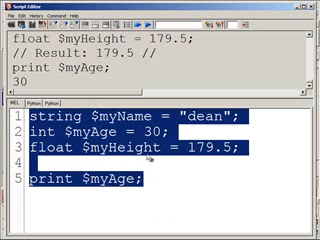 Script Editor
File Edit History Command Help
float $myHeight = 179.5;
// Result: 179.5 //
print $myAge;
30
MEL Python Python
1 string $myName = "dean";
2 int $myAge = 30;
3 float $myHeight = 179.5;
4
5 print $myAge;